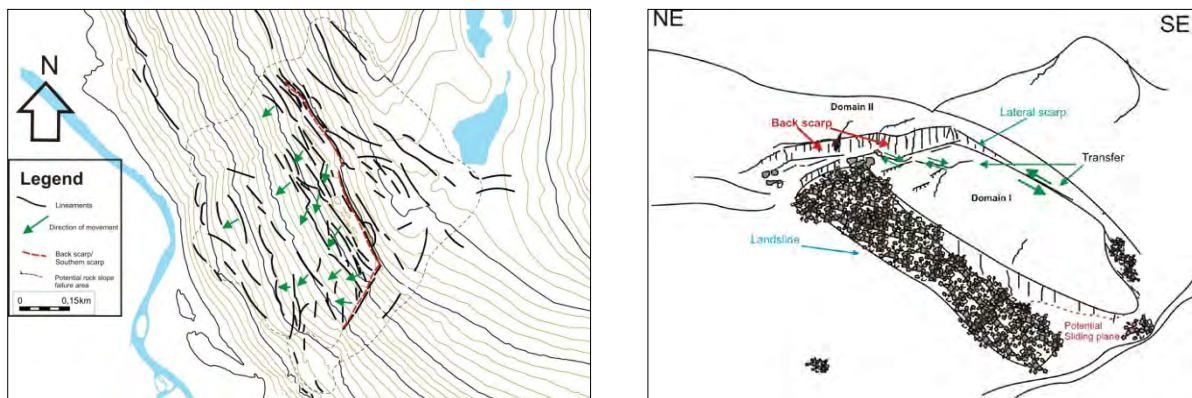 N
Legend
Lineaments
Direction of movement
Back scarp/
Southern scarp
Potential rock slope
failure area
0 0,15km
NE
SE
Domain II
Back scarp
Lateral scarp
Transfer
Domain I
Landslide
Potential
Sliding plane